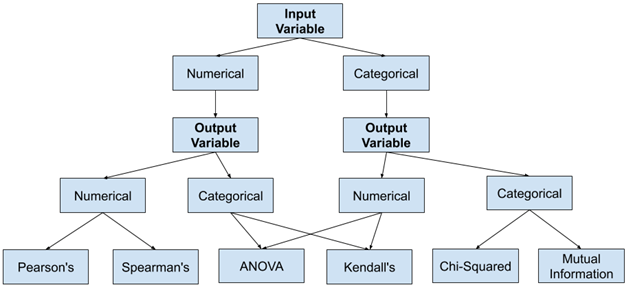 Input
Variable
Numerical
Categorical
Output
Variable
Output
Variable
Numerical
Categorical
Numerical
Categorical
Pearson's
Spearman's
ANOVA
Kendall's
Chi-Squared
Mutual
Information